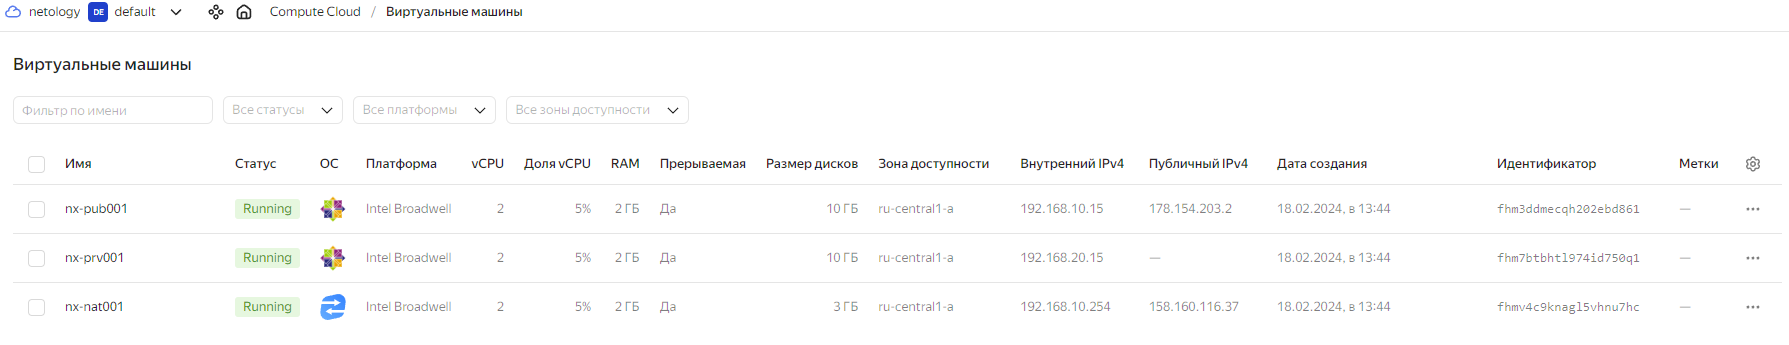 netology DE default Compute Cloud / Виртуальные машины
Виртуальные машины
Фильтр по имени Все статусы Все платформы Все зоны доступности
Имя Статус ОС Платформа vCPU Доля vCPU RAM Прерываемая Размер дисков Зона доступности Внутренний IPv4 Публичный IPv4 Дата создания Идентификатор Метки
nx-pub001 Running Intel Broadwell 2 5% 2 ГБ Да 10 ГБ ru-central1-a 192.168.10.15 178.154.203.2 18.02.2024, в 13:44 fhm3ddmecqh202ebd861 —
nx-prv001 Running Intel Broadwell 2 5% 2 ГБ Да 10 ГБ ru-central1-a 192.168.20.15 — 18.02.2024, в 13:44 fhm7btbhtl974id750q1 —
nx-nat001 Running Intel Broadwell 2 5% 2 ГБ Да 3 ГБ ru-central1-a 192.168.10.254 158.160.116.37 18.02.2024, в 13:44 fhmv4c9knagl5vhnu7hc —